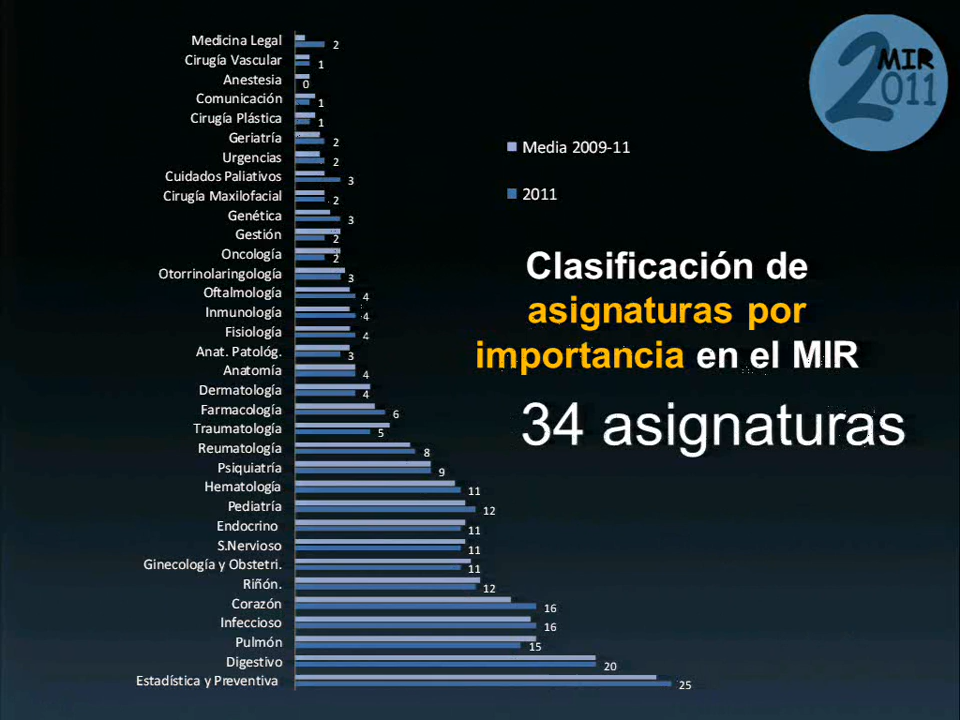 Medicina Legal 2
Cirugía Vascular 1
Anestesia 0
Comunicación 1
Cirugía Plástica 1
Geriatría 2
Urgencias 2
Cuidados Paliativos 3
Cirugía Maxilofacial 2
Genética 3
Gestión 2
Oncología 2
Otorrinolaringología 3
Oftalmología 4
Inmunología 4
Fisiología 4
Anat. Patológ. 3
Anatomía 4
Dermatología 4
Farmacología 6
Traumatología 5
Reumatología 8
Psiquiatría 9
Hematología 11
Pediatría 12
Endocrino 11
S.Nervioso 11
Ginecología y Obstetri. 11
Riñón. 12
Corazón 16
Infeccioso 16
Pulmón 15
Digestivo 20
Estadística y Preventiva 25
2 MIR
011
Media 2009-11
2011
Clasificación de
asignaturas por
importancia en el MIR
34 asignaturas